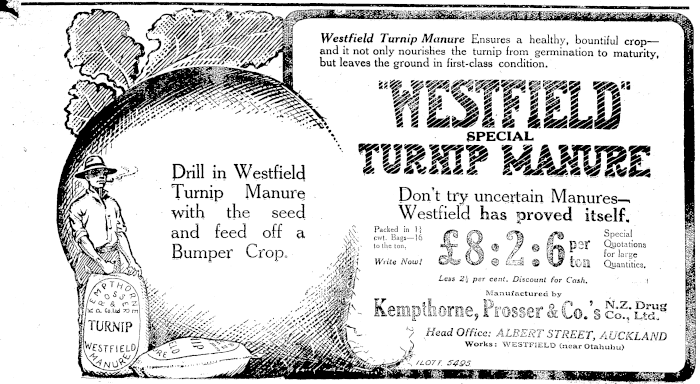 Westfield Turnip Manure Ensures a healthy, bountiful crop—
and it not only nourishes the turnip from germination to maturity,
but leaves the ground in first-class condition.
"WESTFIELD"
SPECIAL
TURNIP MANURE
Drill in Westfield
Turnip Manure
with the seed
and feed off a
Bumper Crop.
Don't try uncertain Manures—
Westfield has proved itself.
Packed in 1¼
cwt. Bags—16
to the ton.
Write Now!
£8:2:6 per
ton
Special
Quotations
for large
Quantities.
Less 2½ per cent. Discount for Cash.
Manufactured by
Kempthorne, Prosser & Co.'s N.Z. Drug
Co., Ltd.
Head Office: ALBERT STREET, AUCKLAND
Works: WESTFIELD (near Otahuhu)
KEMPTHORNE
PROSSER
& Co
TURNIP
WESTFIELD
MANURE